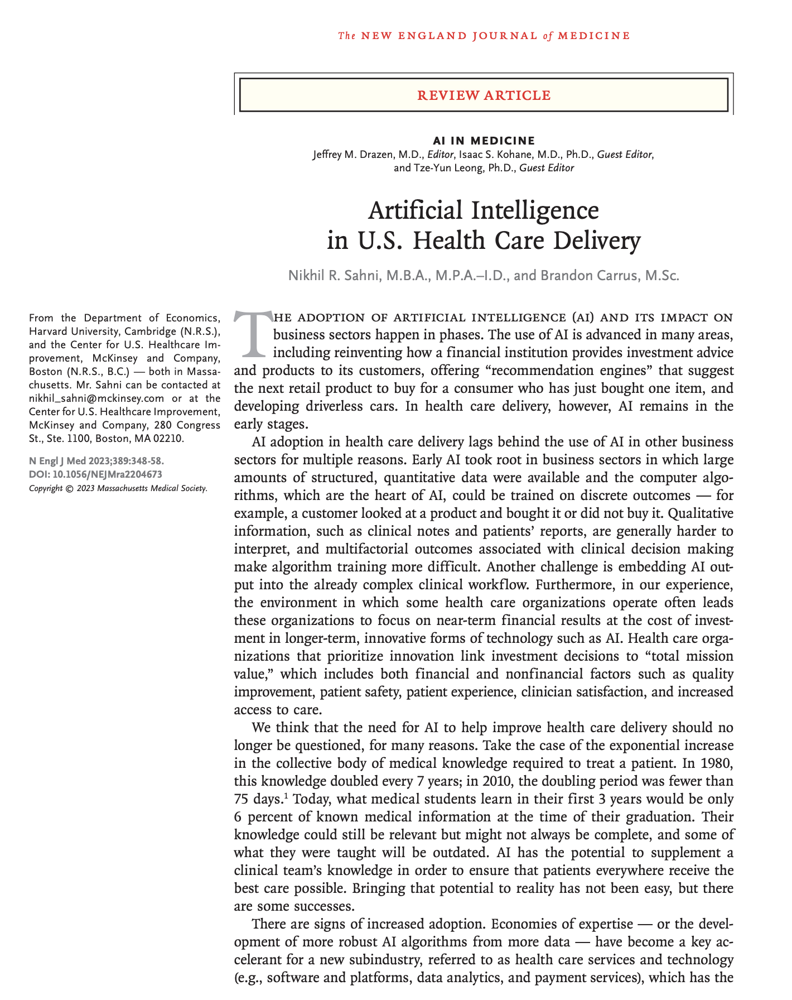 The NEW ENGLAND JOURNAL of MEDICINE
REVIEW ARTICLE
AI IN MEDICINE
Jeffrey M. Drazen, M.D., Editor, Isaac S. Kohane, M.D., Ph.D., Guest Editor,
and Tze-Yun Leong, Ph.D., Guest Editor
Artificial Intelligence
in U.S. Health Care Delivery
Nikhil R. Sahni, M.B.A., M.P.A.–I.D., and Brandon Carrus, M.Sc.
From the Department of Economics,
Harvard University, Cambridge (N.R.S.),
and the Center for U.S. Healthcare Im-
provement, McKinsey and Company,
Boston (N.R.S., B.C.) — both in Massa-
chusetts. Mr. Sahni can be contacted at
nikhil_sahni@mckinsey.com or at the
Center for U.S. Healthcare Improvement,
McKinsey and Company, 280 Congress
St., Ste. 1100, Boston, MA 02210.
N Engl J Med 2023;389:348-58.
DOI: 10.1056/NEJMra2204673
Copyright © 2023 Massachusetts Medical Society.
THE ADOPTION OF ARTIFICIAL INTELLIGENCE (AI) AND ITS IMPACT ON
business sectors happen in phases. The use of AI is advanced in many areas,
including reinventing how a financial institution provides investment advice
and products to its customers, offering “recommendation engines” that suggest
the next retail product to buy for a consumer who has just bought one item, and
developing driverless cars. In health care delivery, however, AI remains in the
early stages.
AI adoption in health care delivery lags behind the use of AI in other business
sectors for multiple reasons. Early AI took root in business sectors in which large
amounts of structured, quantitative data were available and the computer algo-
rithms, which are the heart of AI, could be trained on discrete outcomes — for
example, a customer looked at a product and bought it or did not buy it. Qualitative
information, such as clinical notes and patients’ reports, are generally harder to
interpret, and multifactorial outcomes associated with clinical decision making
make algorithm training more difficult. Another challenge is embedding AI out-
put into the already complex clinical workflow. Furthermore, in our experience,
the environment in which some health care organizations operate often leads
these organizations to focus on near-term financial results at the cost of invest-
ment in longer-term, innovative forms of technology such as AI. Health care orga-
nizations that prioritize innovation link investment decisions to “total mission
value,” which includes both financial and nonfinancial factors such as quality
improvement, patient safety, patient experience, clinician satisfaction, and increased
access to care.
We think that the need for AI to help improve health care delivery should no
longer be questioned, for many reasons. Take the case of the exponential increase
in the collective body of medical knowledge required to treat a patient. In 1980,
this knowledge doubled every 7 years; in 2010, the doubling period was fewer than
75 days.1 Today, what medical students learn in their first 3 years would be only
6 percent of known medical information at the time of their graduation. Their
knowledge could still be relevant but might not always be complete, and some of
what they were taught will be outdated. AI has the potential to supplement a
clinical team’s knowledge in order to ensure that patients everywhere receive the
best care possible. Bringing that potential to reality has not been easy, but there
are some successes.
There are signs of increased adoption. Economies of expertise — or the devel-
opment of more robust AI algorithms from more data — have become a key ac-
celerant for a new subindustry, referred to as health care services and technology
(e.g., software and platforms, data analytics, and payment services), which has the